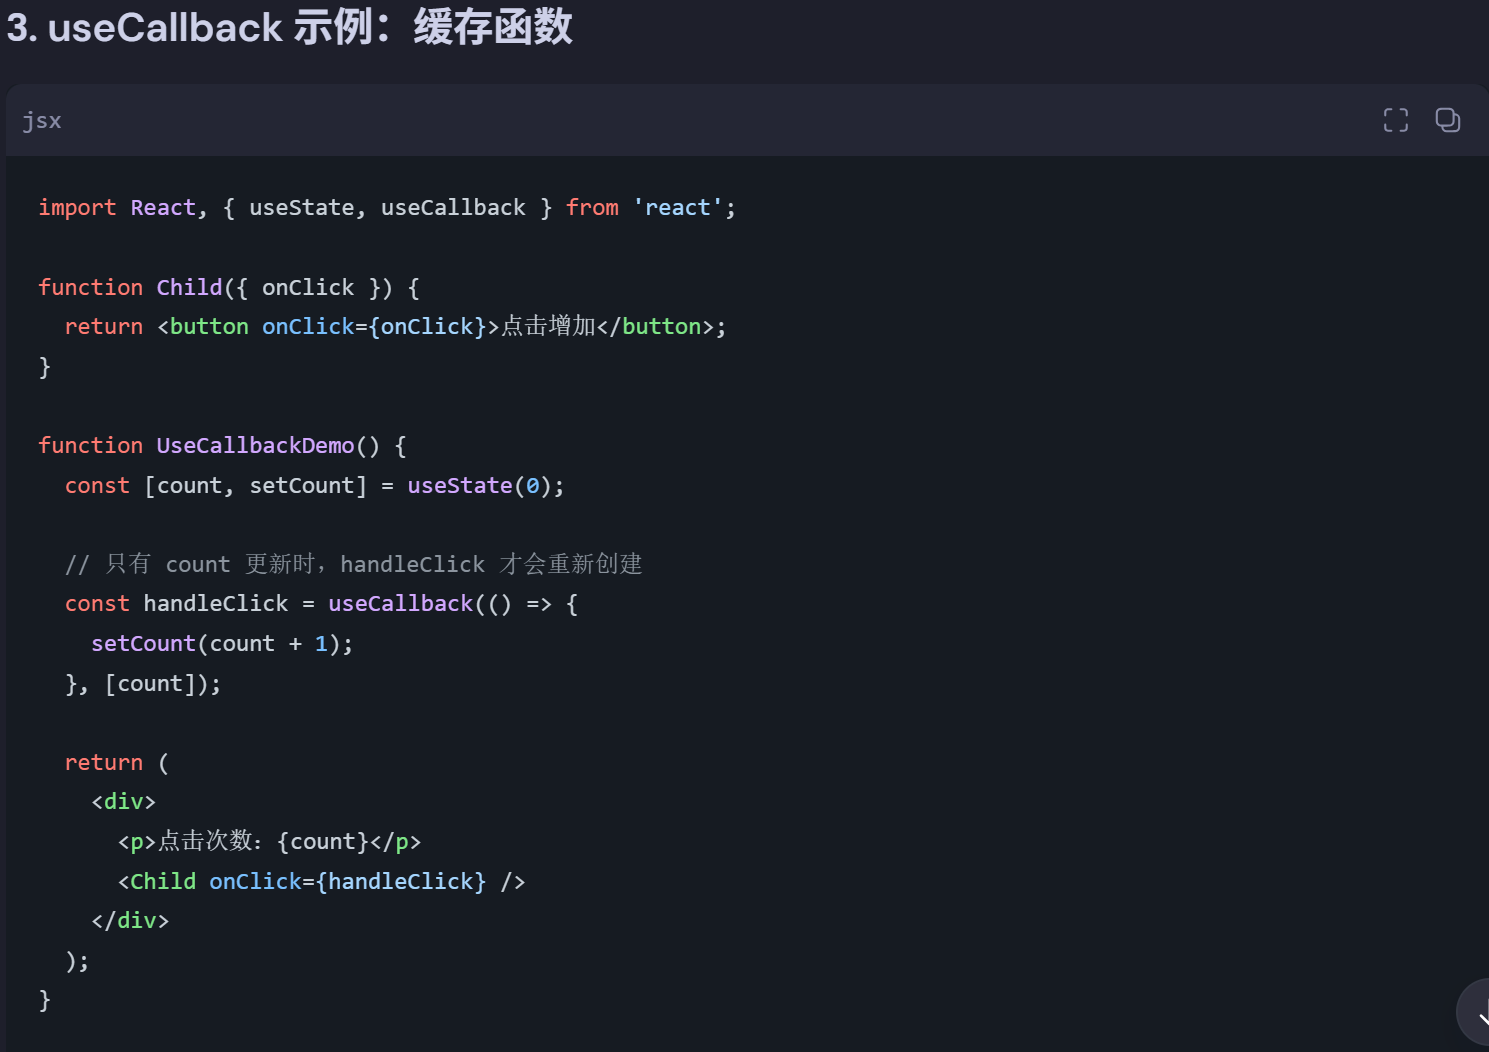 3. useCallback 示例：缓存函数
jsx
import React, { useState, useCallback } from 'react';
function Child({ onClick }) {
  return <button onClick={onClick}>点击增加</button>;
}
function UseCallbackDemo() {
  const [count, setCount] = useState(0);
  // 只有 count 更新时，handleClick 才会重新创建
  const handleClick = useCallback(() => {
    setCount(count + 1);
  }, [count]);
  return (
    <div>
      <p>点击次数：{count}</p>
      <Child onClick={handleClick} />
    </div>
  );
}